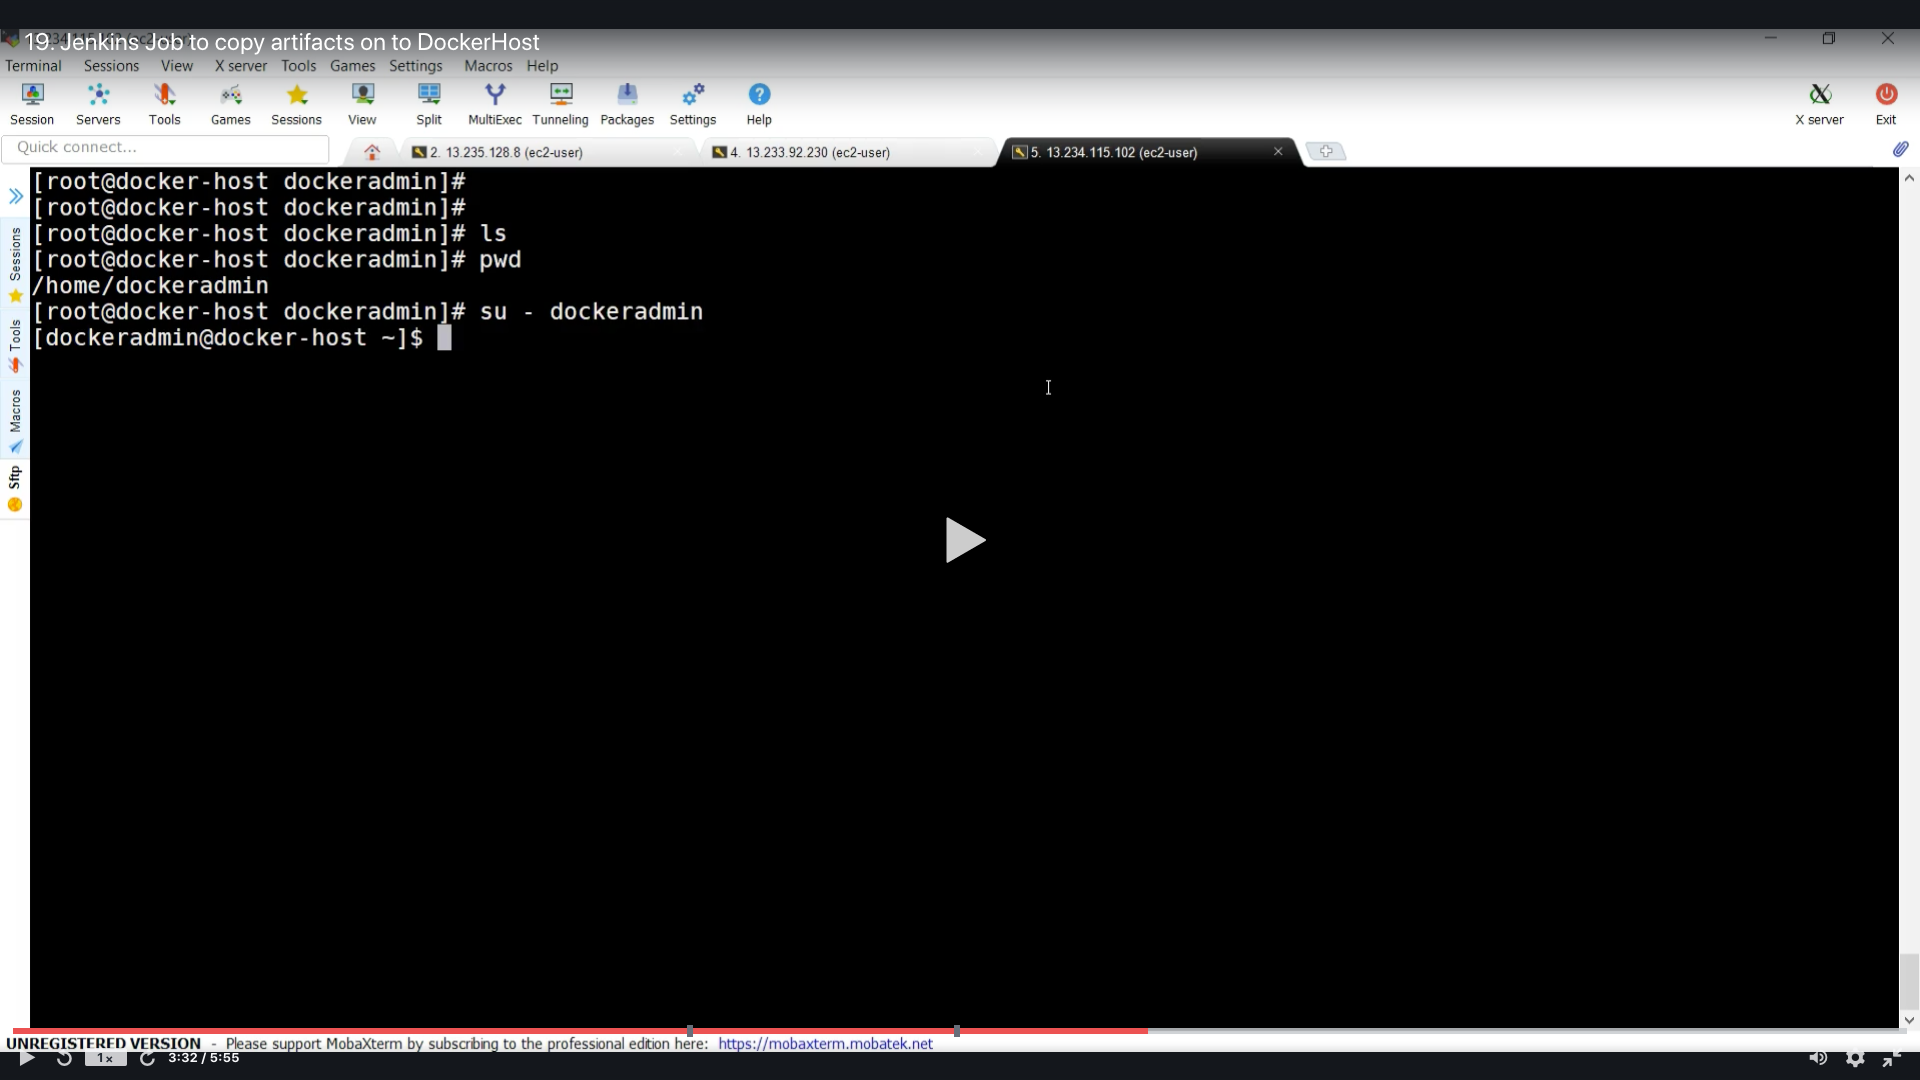 19. Jenkins Job to copy artifacts on to DockerHost
Terminal Sessions View X server Tools Games Settings Macros Help
Session Servers Tools Games Sessions View Split MultiExec Tunneling Packages Settings Help X server Exit
Quick connect...
2. 13.235.128.8 (ec2-user)
4. 13.233.92.230 (ec2-user)
5. 13.234.115.102 (ec2-user)
[root@docker-host dockeradmin]#
[root@docker-host dockeradmin]#
[root@docker-host dockeradmin]# ls
[root@docker-host dockeradmin]# pwd
/home/dockeradmin
[root@docker-host dockeradmin]# su - dockeradmin
[dockeradmin@docker-host ~]$
Sessions
Tools
Macros
Sftp
UNREGISTERED VERSION - Please support MobaXterm by subscribing to the professional edition here: https://mobaxterm.mobatek.net
1x 3:32 / 5:55